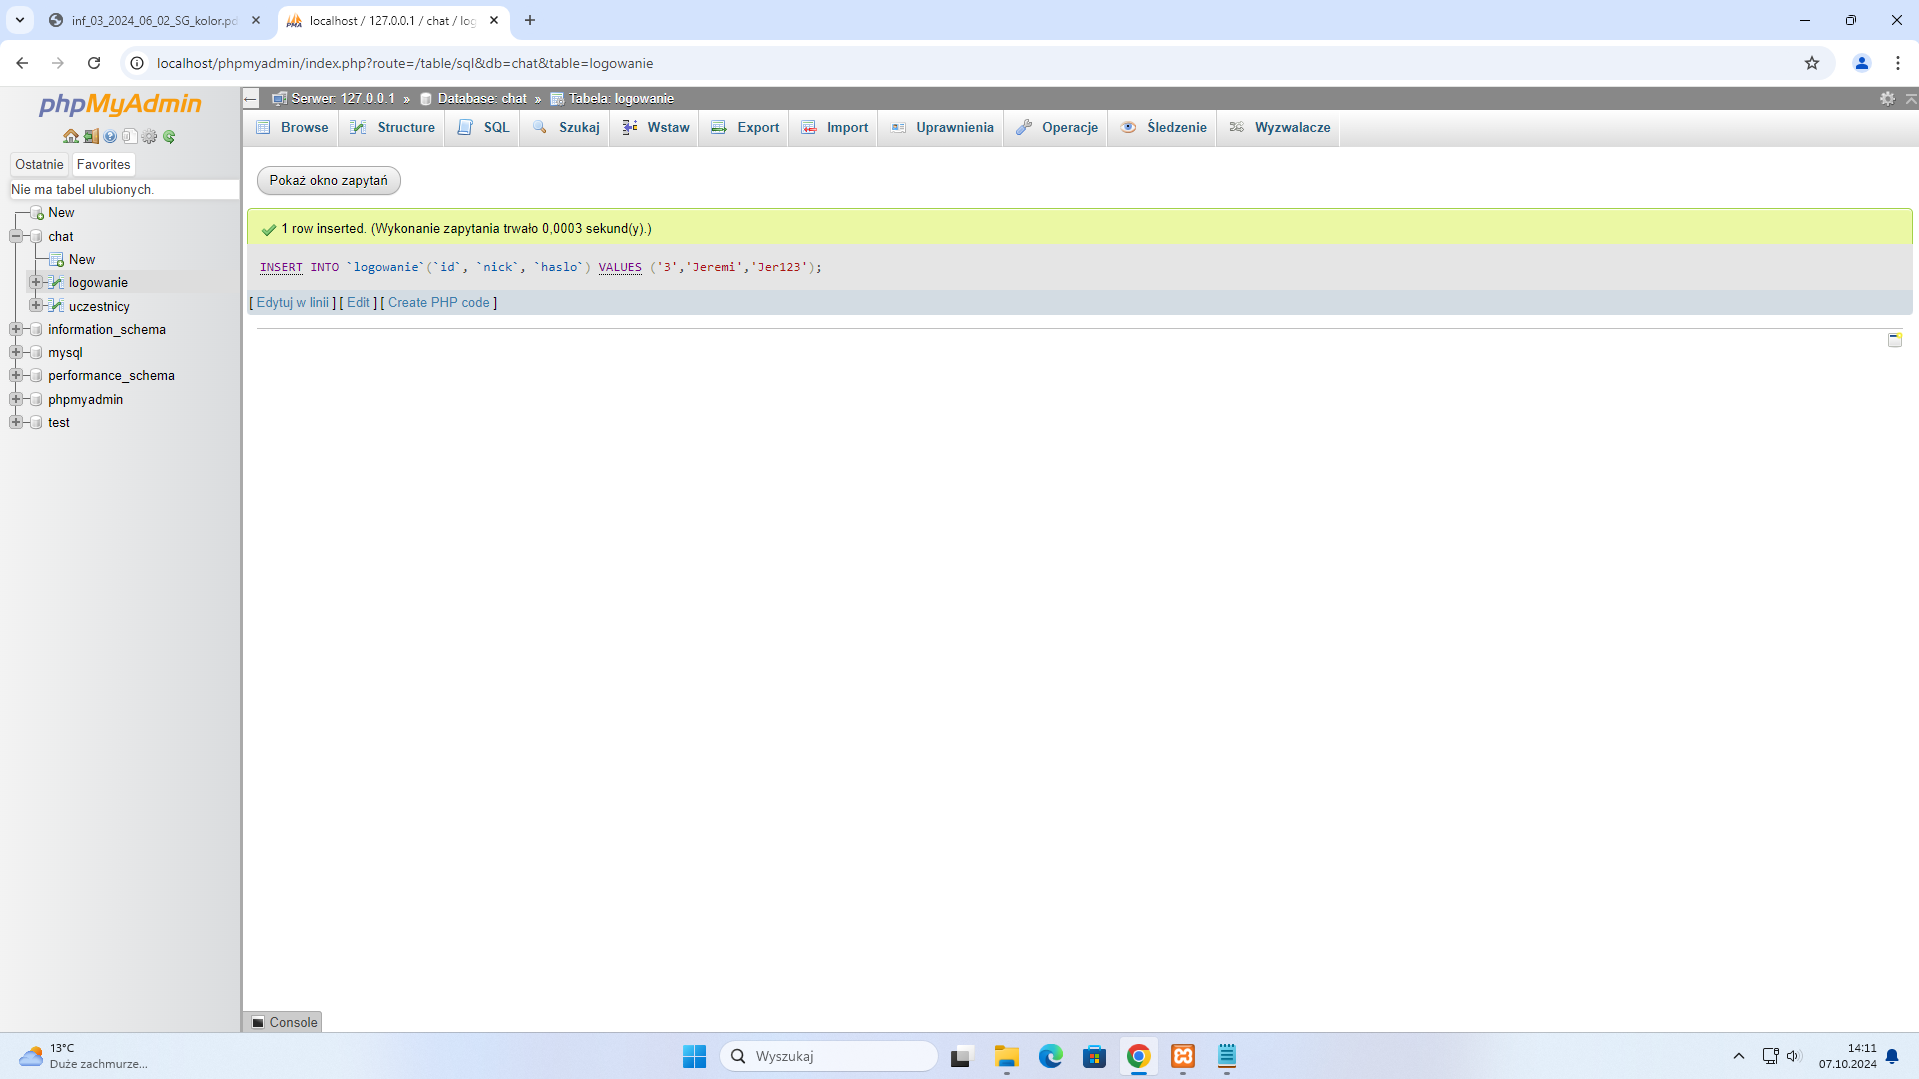 inf_03_2024_06_02_SG_kolor.pd
localhost / 127.0.0.1 / chat / log
localhost/phpmyadmin/index.php?route=/table/sql&db=chat&table=logowanie
phpMyAdmin
Ostatnie Favorites
Nie ma tabel ulubionych.
New
chat
New
logowanie
uczestnicy
information_schema
mysql
performance_schema
phpmyadmin
test
Serwer: 127.0.0.1 » Database: chat » Tabela: logowanie
Browse Structure SQL Szukaj Wstaw Export Import Uprawnienia Operacje Śledzenie Wyzwalacze
Pokaż okno zapytań
1 row inserted. (Wykonanie zapytania trwało 0,0003 sekund(y).)
INSERT INTO `logowanie`(`id`, `nick`, `haslo`) VALUES ('3','Jeremi','Jer123');
[ Edytuj w linii ] [ Edit ] [ Create PHP code ]
Console
13°C
Duże zachmurze...
Wyszukaj
14:11
07.10.2024